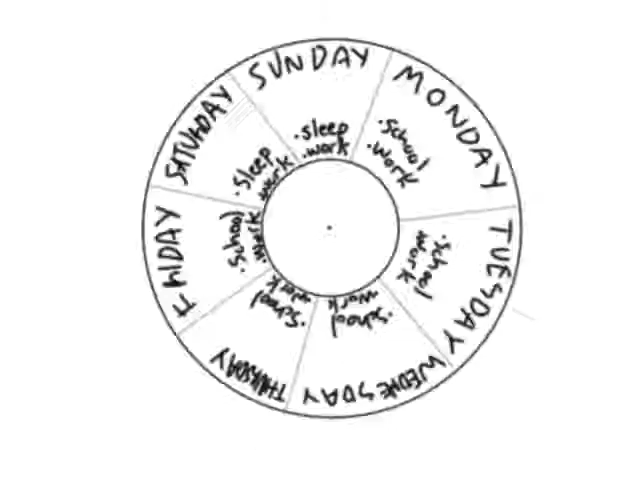 SUNDAY
.sleep
.work
MONDAY
.School
.work
TUESDAY
.School
work
WEDNESDAY
.School
work
THURSDAY
.School
work
FRIDAY
.School
.work
SATURDAY
.Sleep
work